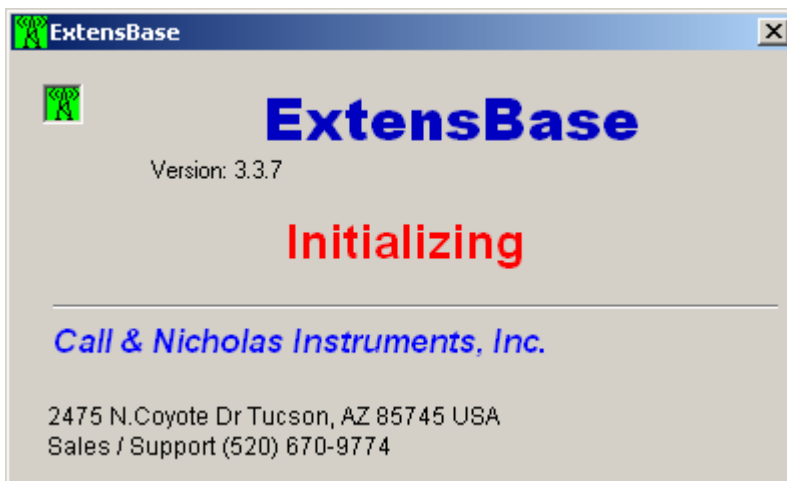 ExtensBase
ExtensBase
Version: 3.3.7
Initializing
Call & Nicholas Instruments, Inc.
2475 N.Coyote Dr Tucson, AZ 85745 USA
Sales / Support (520) 670-9774